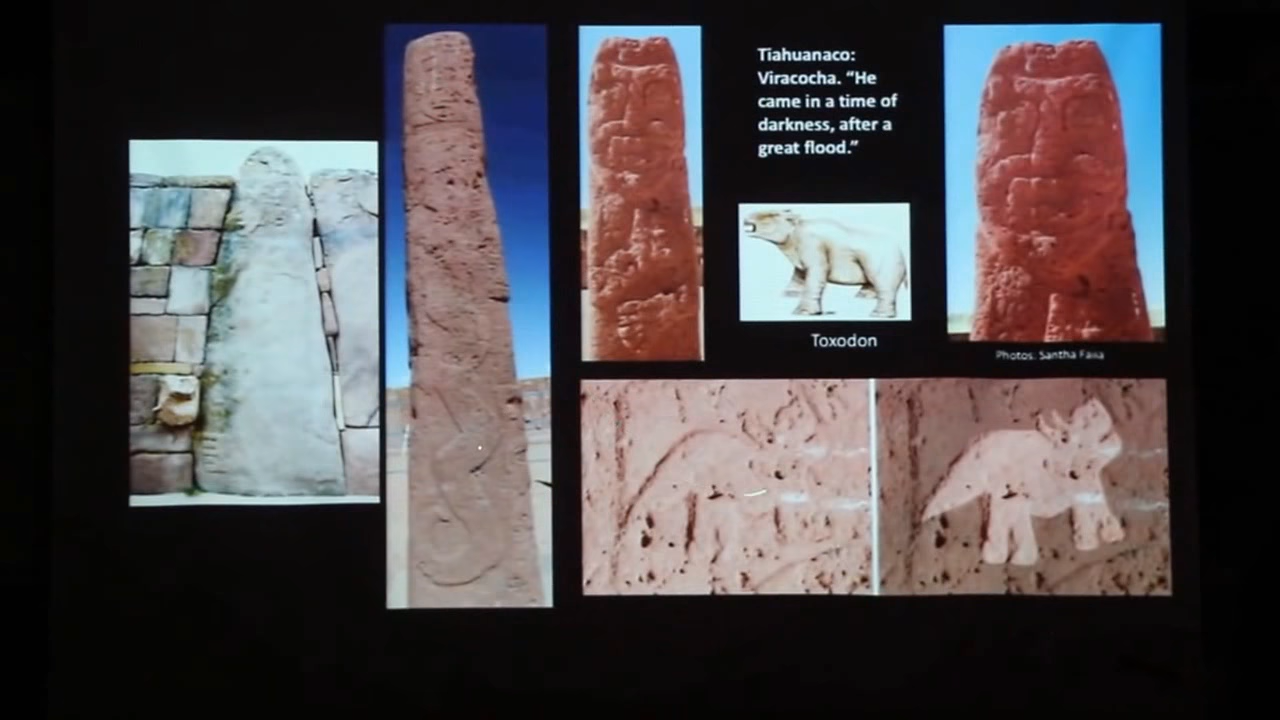 Tiahuanaco:
Viracocha. “He
came in a time of
darkness, after a
great flood.”
Toxodon
Photos: Santha Faiia